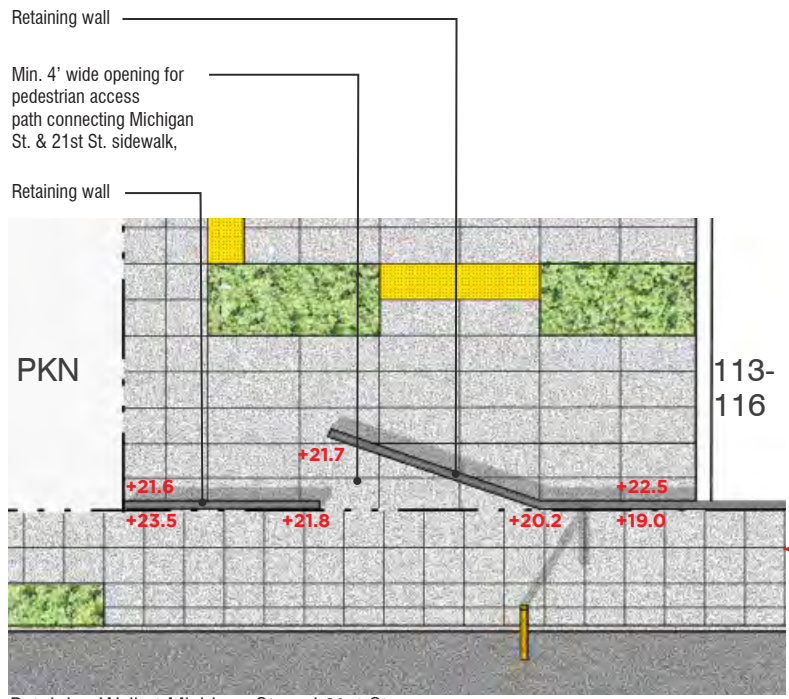 Retaining wall
Min. 4’ wide opening for
pedestrian access
path connecting Michigan
St. & 21st St. sidewalk,
Retaining wall
PKN
113-
116
+21.7
+21.6
+22.5
+23.5
+21.8
+20.2
+19.0